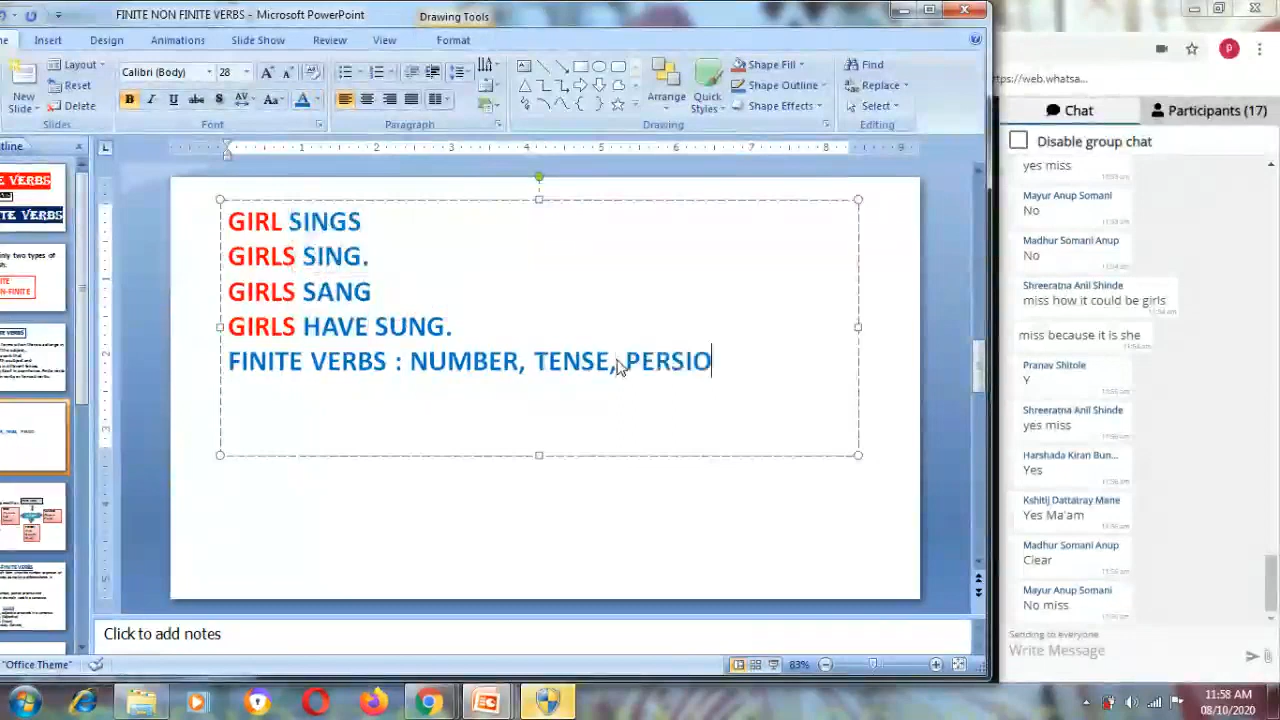 FINITE NON FINITE VERBS - Microsoft PowerPoint
Drawing Tools
Insert
Design
Animations
Slide Show
Review
View
Format
New
Slide
Layout
Reset
Delete
Slides
Calibri (Body)
28
Font
Paragraph
Arrange
Quick
Styles
Shape Fill
Shape Outline
Shape Effects
Drawing
Find
Replace
Select
Editing
GIRL SINGS
GIRLS SING.
GIRLS SANG
GIRLS HAVE SUNG.
FINITE VERBS : NUMBER, TENSE, PERSIO
Click to add notes
"Office Theme"
83%
ttps://web.whatsa...
Chat
Participants (17)
Disable group chat
yes miss
Mayur Anup Somani
No
Madhur Somani Anup
No
Shreeratna Anil Shinde
miss how it could be girls
miss because it is she
Pranav Shitole
Y
Shreeratna Anil Shinde
yes miss
Harshada Kiran Bun...
Yes
Kshitij Dattatray Mane
Yes Ma'am
Madhur Somani Anup
Clear
Mayur Anup Somani
No miss
Sending to everyone
Write Message
11:58 AM
08/10/2020